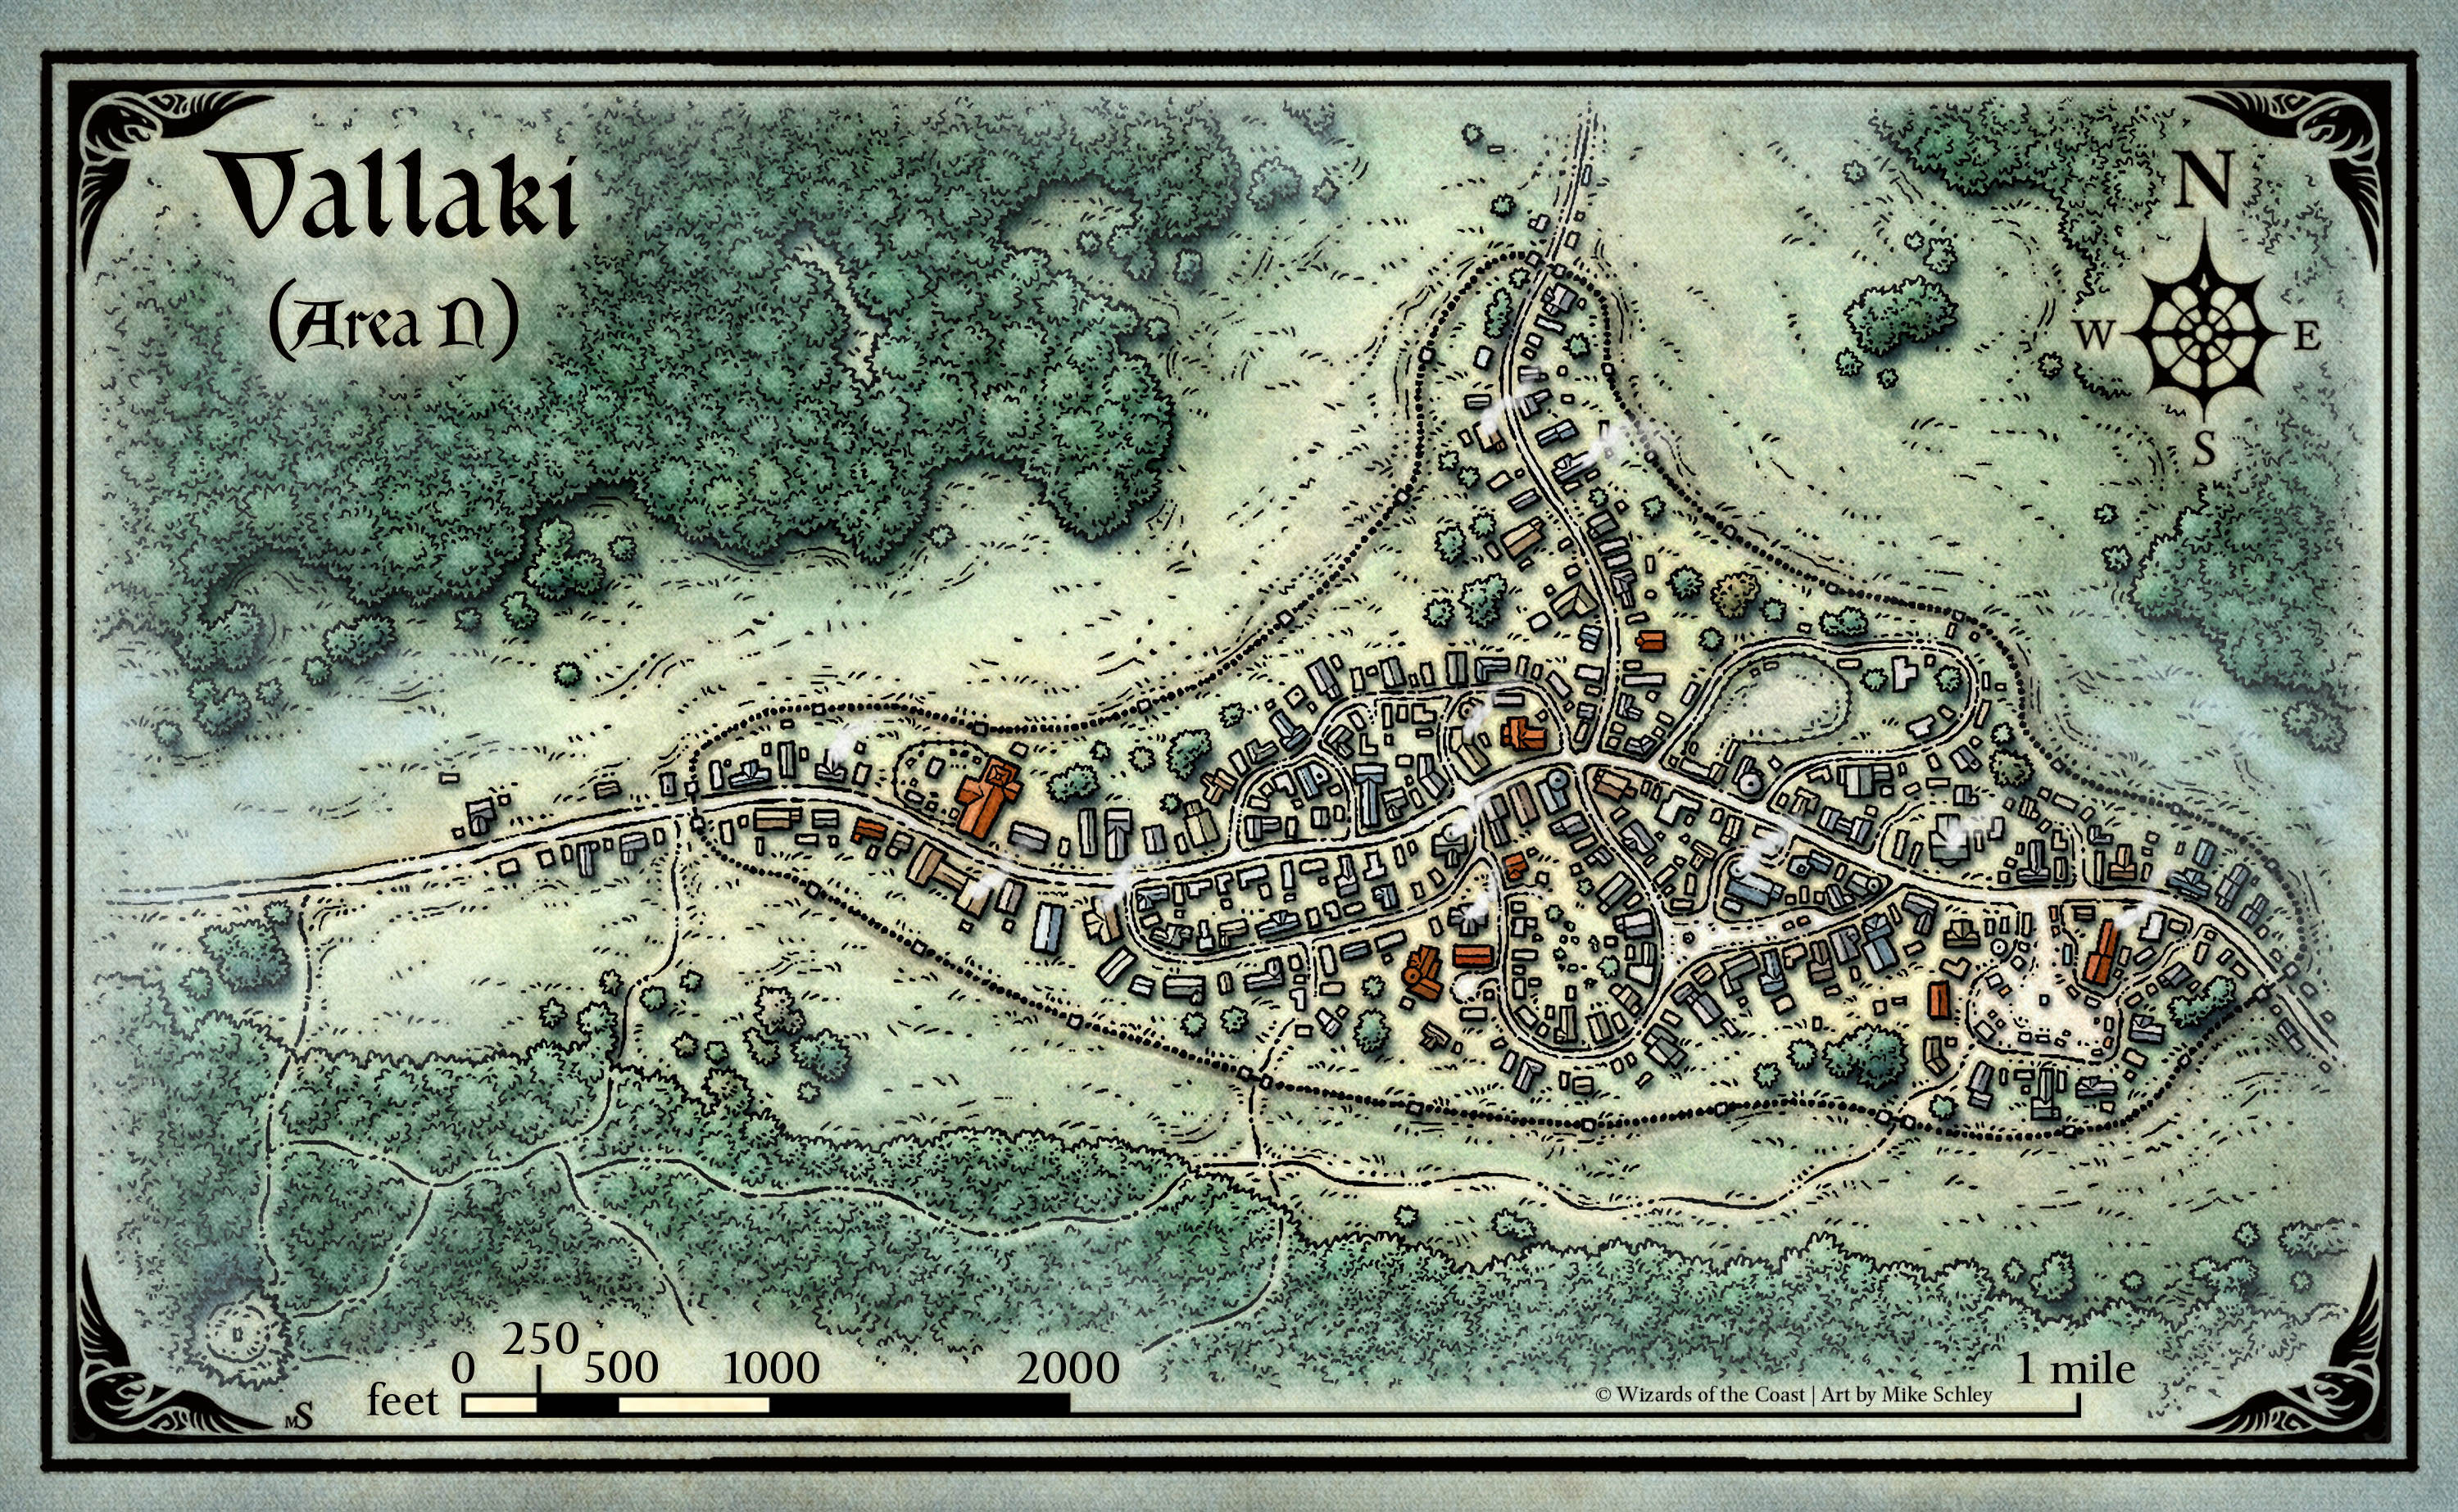 Vallaki
(Area N)
N
W
E
S
250
0
500
1000
2000
feet
1 mile
© Wizards of the Coast | Art by Mike Schley
MS